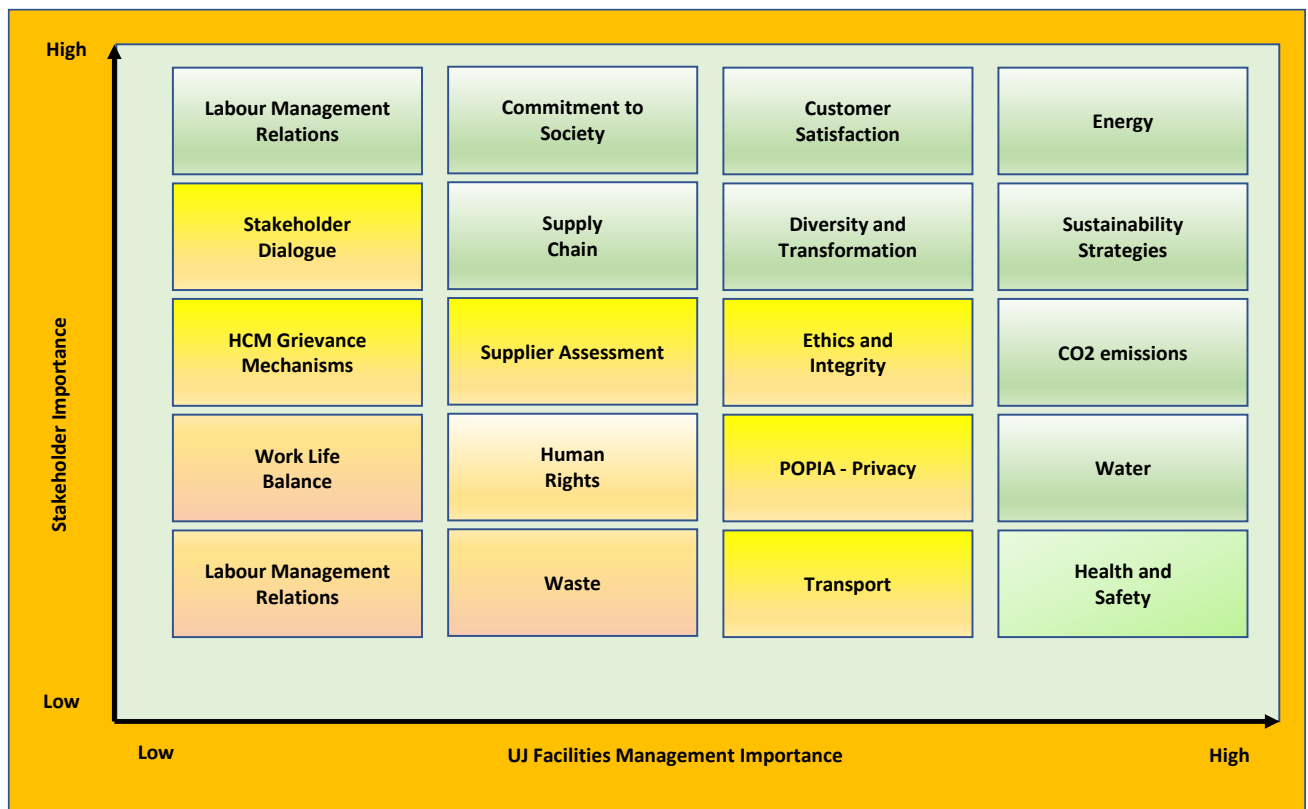 High
Labour Management
Relations
Commitment to
Society
Customer
Satisfaction
Energy
Stakeholder
Dialogue
Supply
Chain
Diversity and
Transformation
Sustainability
Strategies
HCM Grievance
Mechanisms
Supplier Assessment
Ethics and
Integrity
CO2 emissions
Work Life
Balance
Human
Rights
POPIA - Privacy
Water
Labour Management
Relations
Waste
Transport
Health and
Safety
Stakeholder Importance
Low
Low
UJ Facilities Management Importance
High